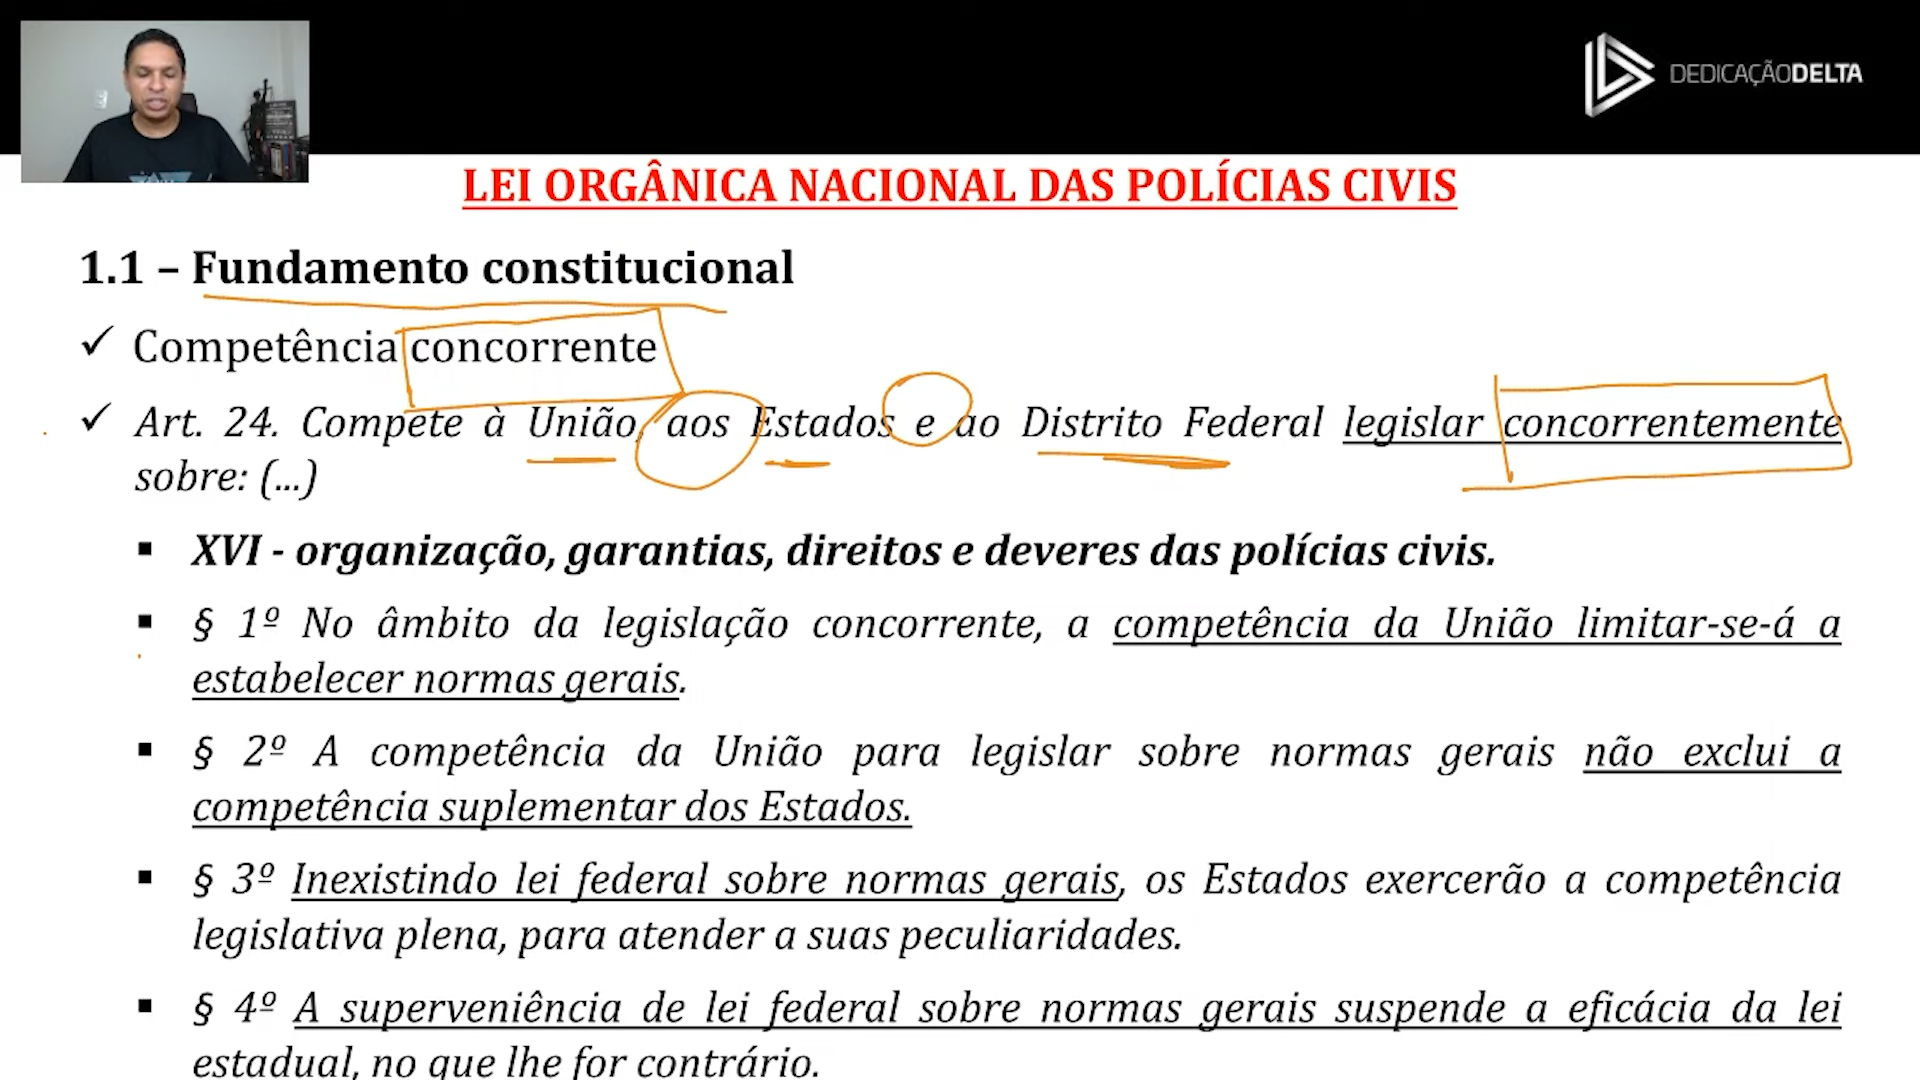 DEDICAÇÃODELTA
LEI ORGÂNICA NACIONAL DAS POLÍCIAS CIVIS
1.1 – Fundamento constitucional
✓ Competência concorrente
✓ Art. 24. Compete à União, aos Estados e ao Distrito Federal legislar concorrentemente
sobre: (...)
▪ XVI - organização, garantias, direitos e deveres das polícias civis.
▪ § 1º No âmbito da legislação concorrente, a competência da União limitar-se-á a
estabelecer normas gerais.
▪ § 2º A competência da União para legislar sobre normas gerais não exclui a
competência suplementar dos Estados.
▪ § 3º Inexistindo lei federal sobre normas gerais, os Estados exercerão a competência
legislativa plena, para atender a suas peculiaridades.
▪ § 4º A superveniência de lei federal sobre normas gerais suspende a eficácia da lei
estadual, no que lhe for contrário.